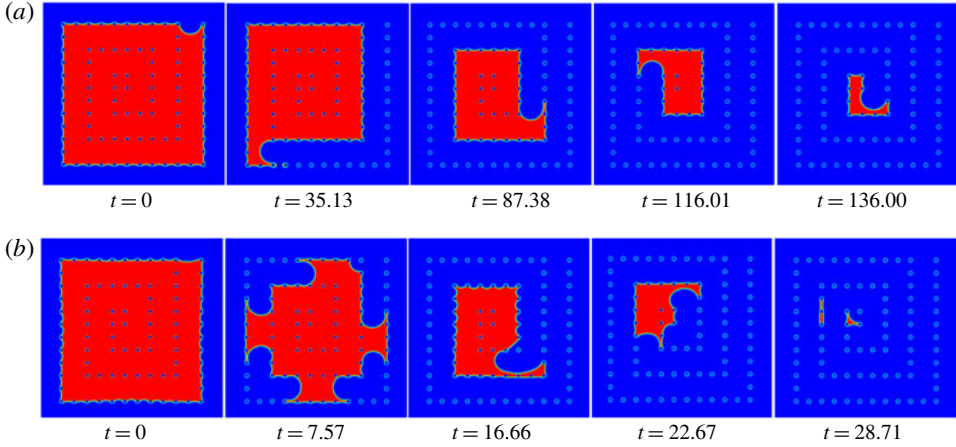 (a)
t = 0 t = 35.13 t = 87.38 t = 116.01 t = 136.00
(b)
t = 0 t = 7.57 t = 16.66 t = 22.67 t = 28.71